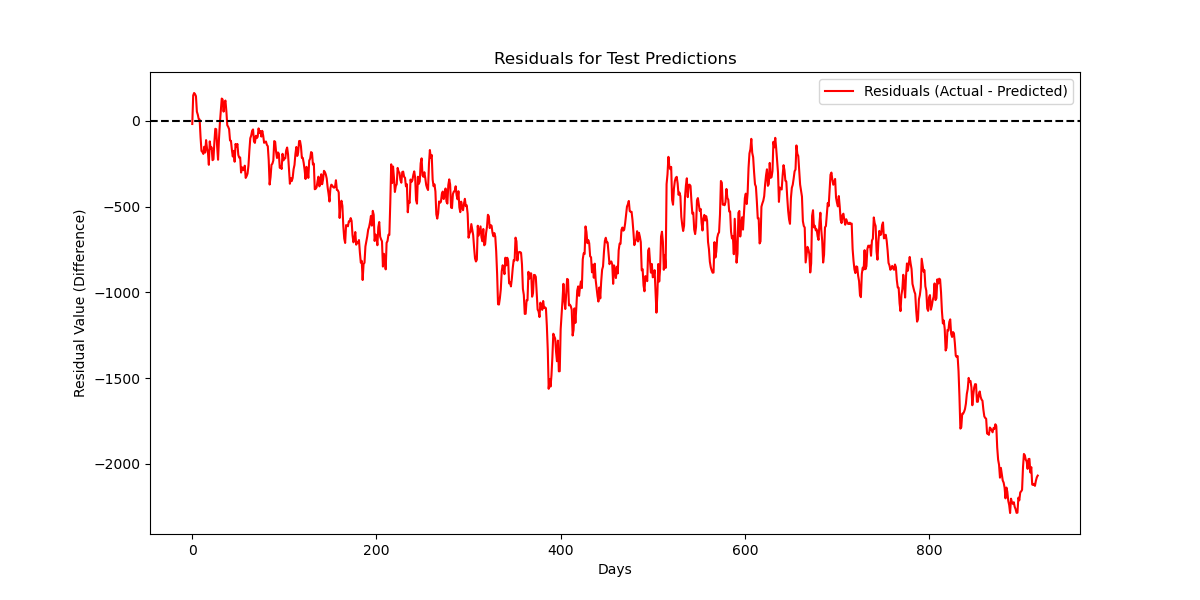 Residuals for Test Predictions
Residuals (Actual - Predicted)
Residual Value (Difference)
0
−500
−1000
−1500
−2000
0 200 400 600 800
Days